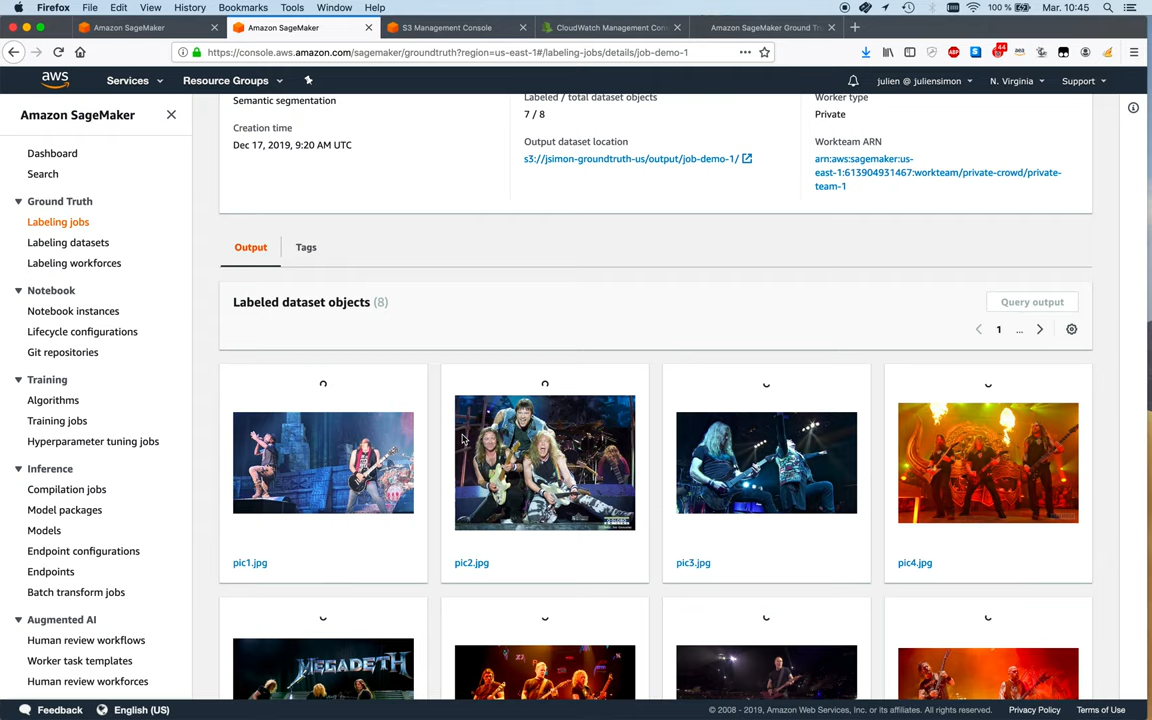 Firefox File Edit View History Bookmarks Tools Window Help 100 % Mar. 10:45
Amazon SageMaker Amazon SageMaker S3 Management Console CloudWatch Management Con Amazon SageMaker Ground Tr
https://console.aws.amazon.com/sagemaker/groundtruth?region=us-east-1#/labeling-jobs/details/job-demo-1
aws Services Resource Groups julien @ juliensimon N. Virginia Support
Amazon SageMaker
Dashboard
Search
Ground Truth
Labeling jobs
Labeling datasets
Labeling workforces
Notebook
Notebook instances
Lifecycle configurations
Git repositories
Training
Algorithms
Training jobs
Hyperparameter tuning jobs
Inference
Compilation jobs
Model packages
Models
Endpoint configurations
Endpoints
Batch transform jobs
Augmented AI
Human review workflows
Worker task templates
Human review workforces
Semantic segmentation
Creation time
Dec 17, 2019, 9:20 AM UTC
Labeled / total dataset objects
7 / 8
Output dataset location
s3://jsimon-groundtruth-us/output/job-demo-1/
Worker type
Private
Workteam ARN
arn:aws:sagemaker:us-
east-1:613904931467:workteam/private-crowd/private-
team-1
Output Tags
Labeled dataset objects (8)
Query output
1 ...
pic1.jpg pic2.jpg pic3.jpg pic4.jpg
MEGADETH
Feedback English (US) © 2008 - 2019, Amazon Web Services, Inc. or its affiliates. All rights reserved. Privacy Policy Terms of Use